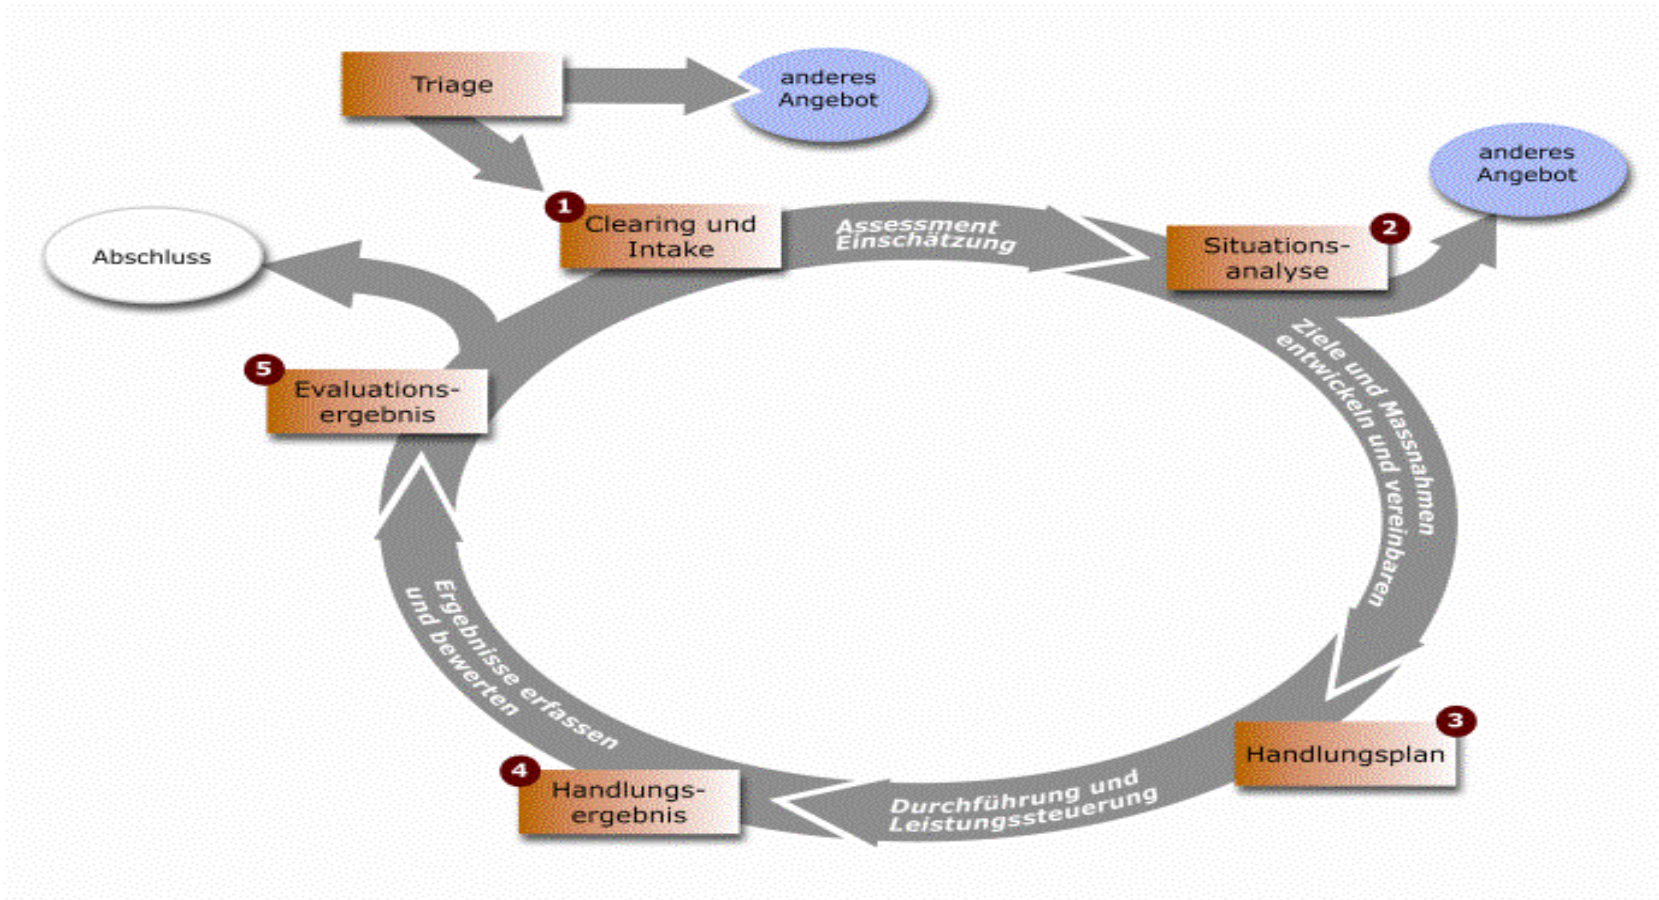 Triage
anderes
Angebot
anderes
Angebot
1
Clearing und
Intake
Assessment
Einschätzung
2
Situations-
analyse
Abschluss
Ziele und Massnahmen
entwickeln und vereinbaren
5
Evaluations-
ergebnis
Ergebnisse erfassen
und bewerten
3
Handlungsplan
4
Handlungs-
ergebnis
Durchführung und
Leistungssteuerung